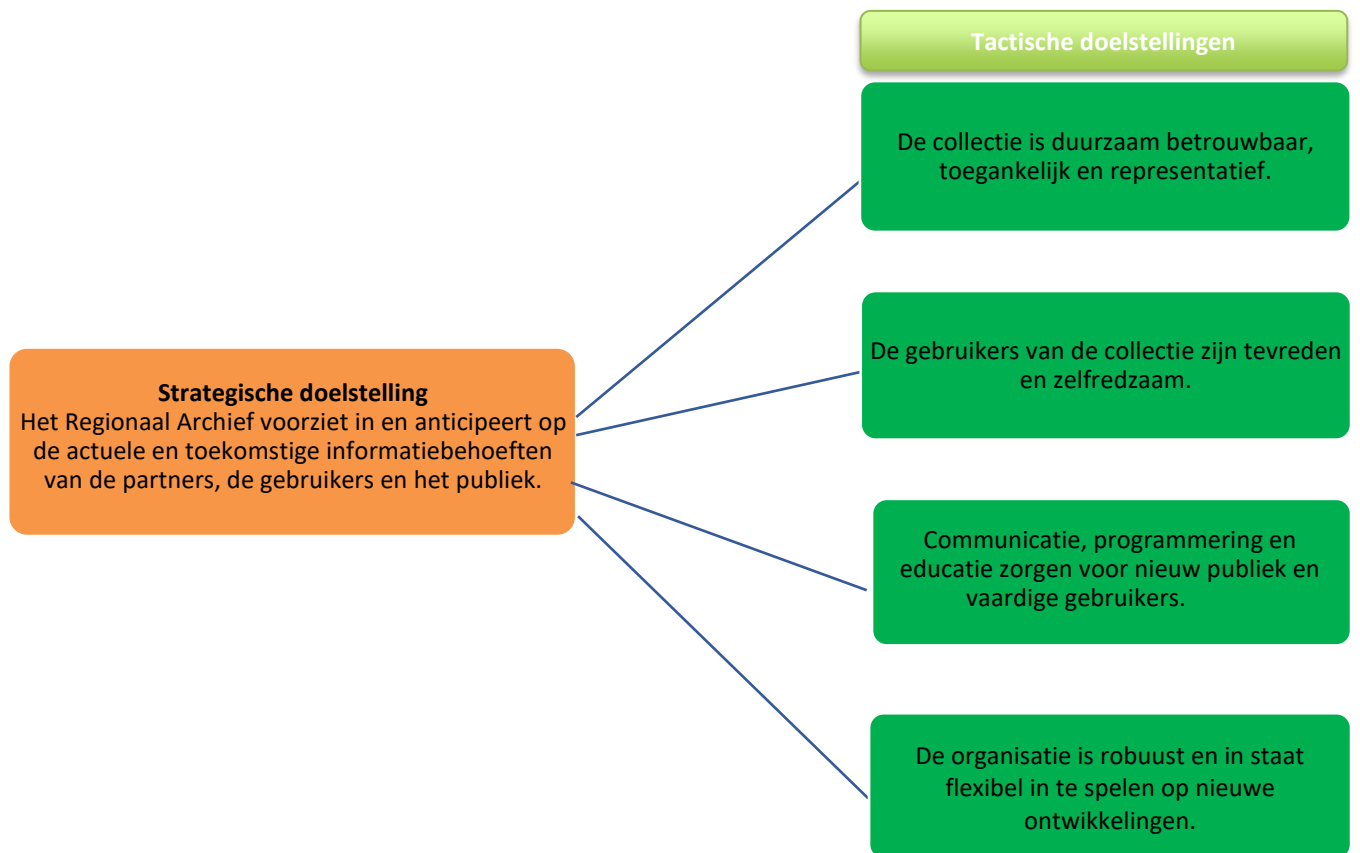 Tactische doelstellingen
De collectie is duurzaam betrouwbaar,
toegankelijk en representatief.
De gebruikers van de collectie zijn tevreden
en zelfredzaam.
Strategische doelstelling
Het Regionaal Archief voorziet in en anticipeert op
de actuele en toekomstige informatiebehoeften
van de partners, de gebruikers en het publiek.
Communicatie, programmering en
educatie zorgen voor nieuw publiek en
vaardige gebruikers.
De organisatie is robuust en in staat
flexibel in te spelen op nieuwe
ontwikkelingen.